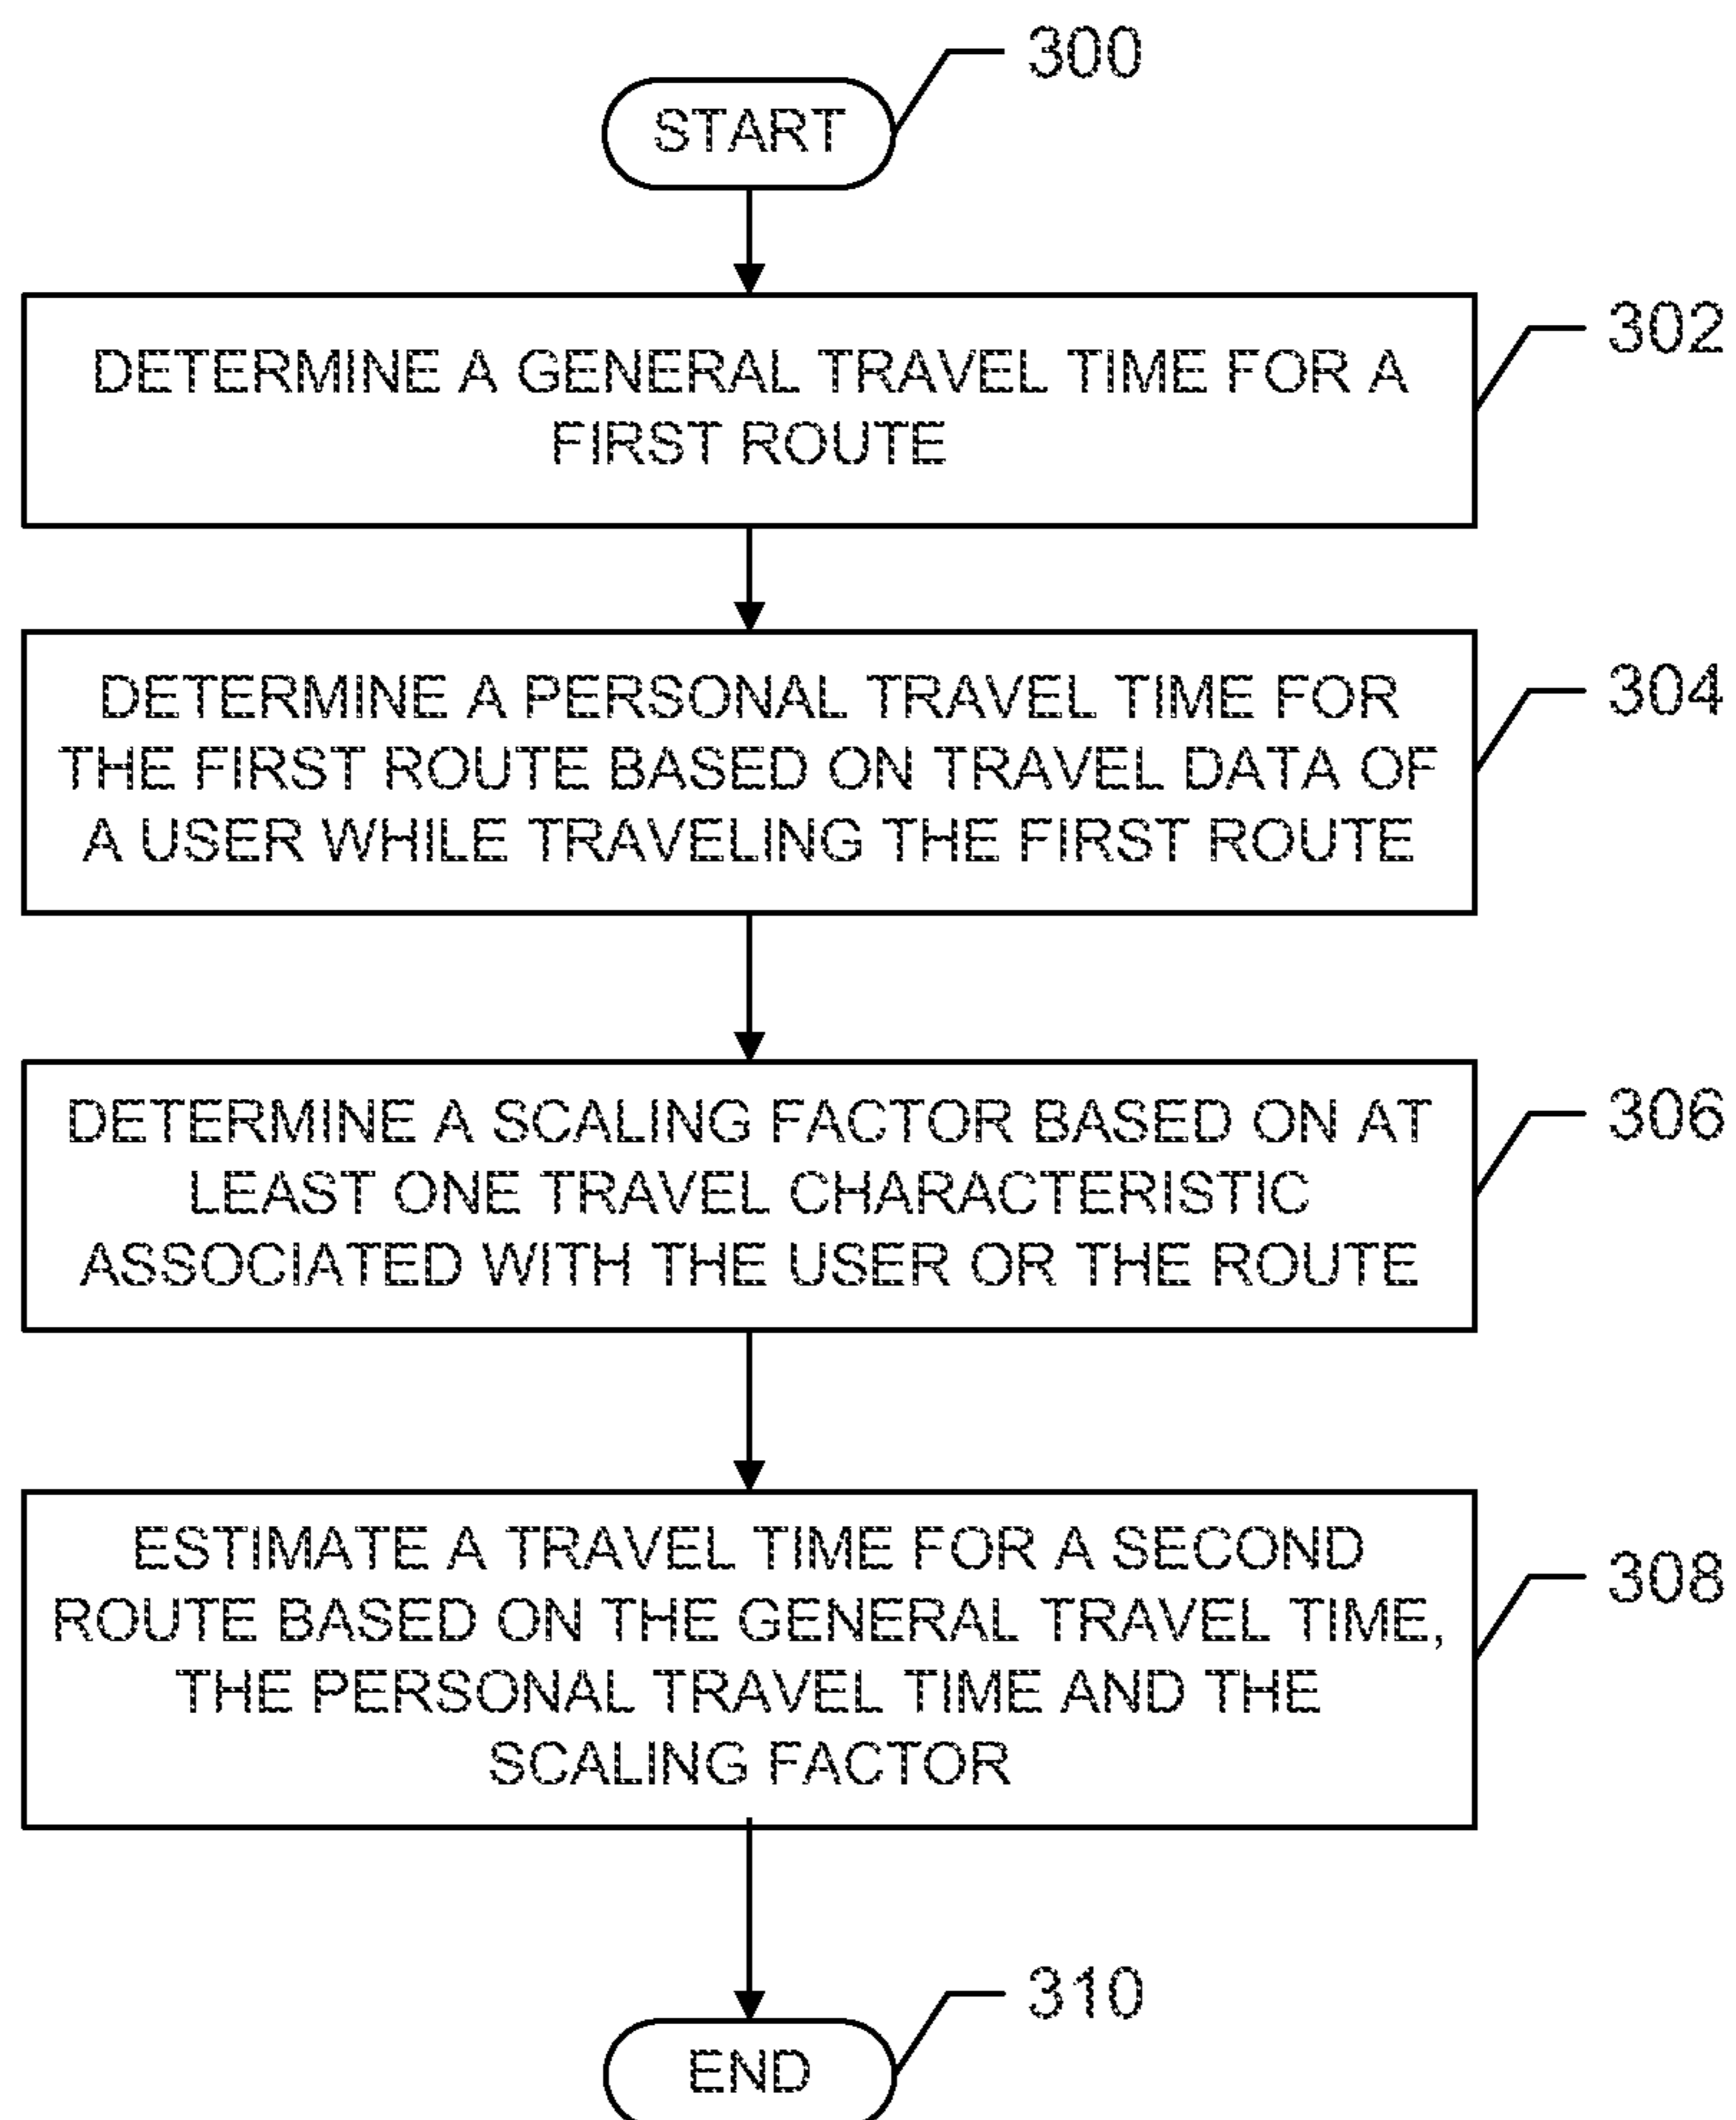 300
START
302
DETERMINE A GENERAL TRAVEL TIME FOR A
FIRST ROUTE
304
DETERMINE A PERSONAL TRAVEL TIME FOR
THE FIRST ROUTE BASED ON TRAVEL DATA OF
A USER WHILE TRAVELING THE FIRST ROUTE
306
DETERMINE A SCALING FACTOR BASED ON AT
LEAST ONE TRAVEL CHARACTERISTIC
ASSOCIATED WITH THE USER OR THE ROUTE
308
ESTIMATE A TRAVEL TIME FOR A SECOND
ROUTE BASED ON THE GENERAL TRAVEL TIME,
THE PERSONAL TRAVEL TIME AND THE
SCALING FACTOR
310
END